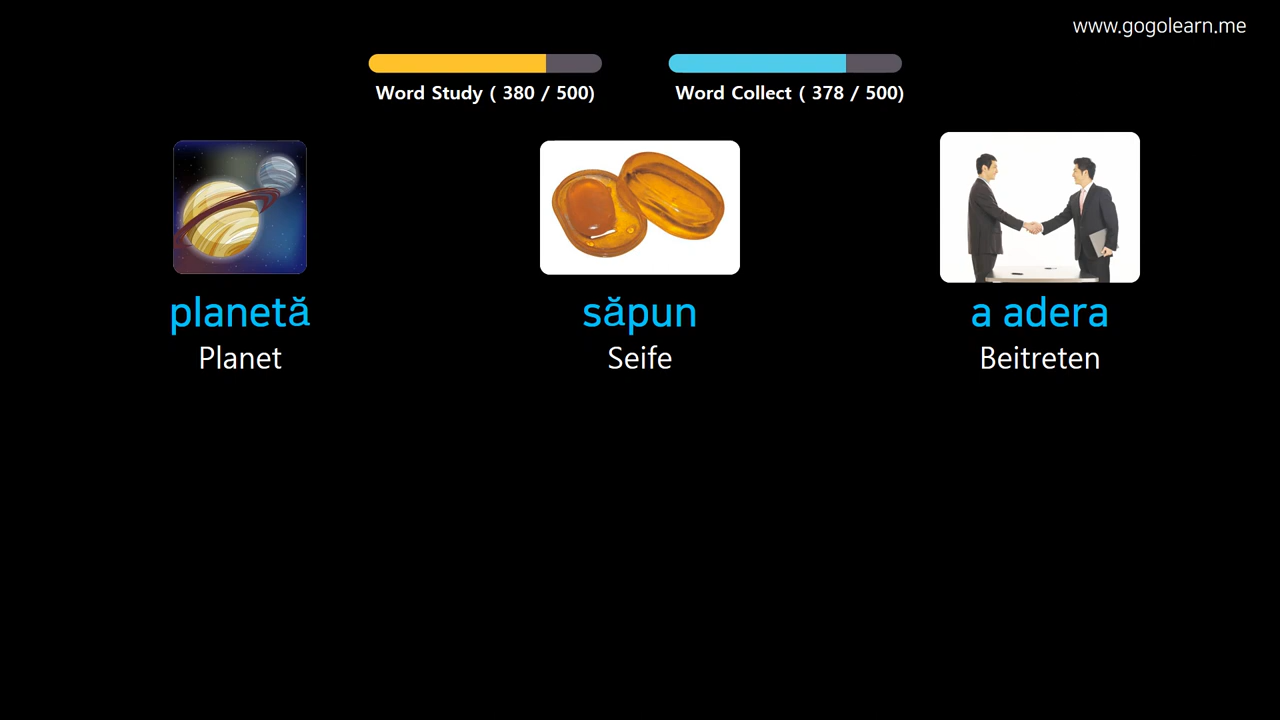 www.gogolearn.me
Word Study ( 380 / 500)
Word Collect ( 378 / 500)
planetă
săpun
a adera
Planet
Seife
Beitreten